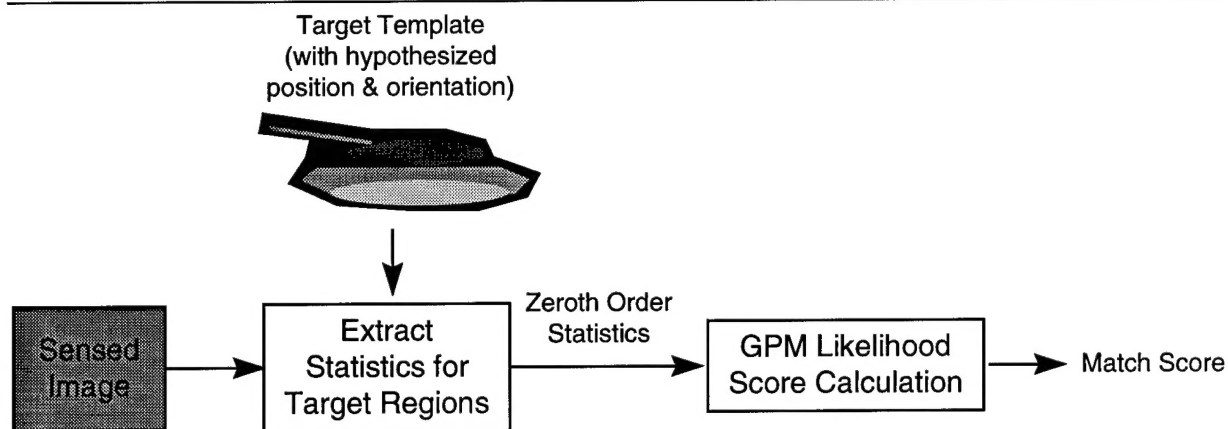 Target Template
(with hypothesized
position & orientation)
Sensed
Image
Extract
Statistics for
Target Regions
Zeroth Order
Statistics
GPM Likelihood
Score Calculation
Match Score